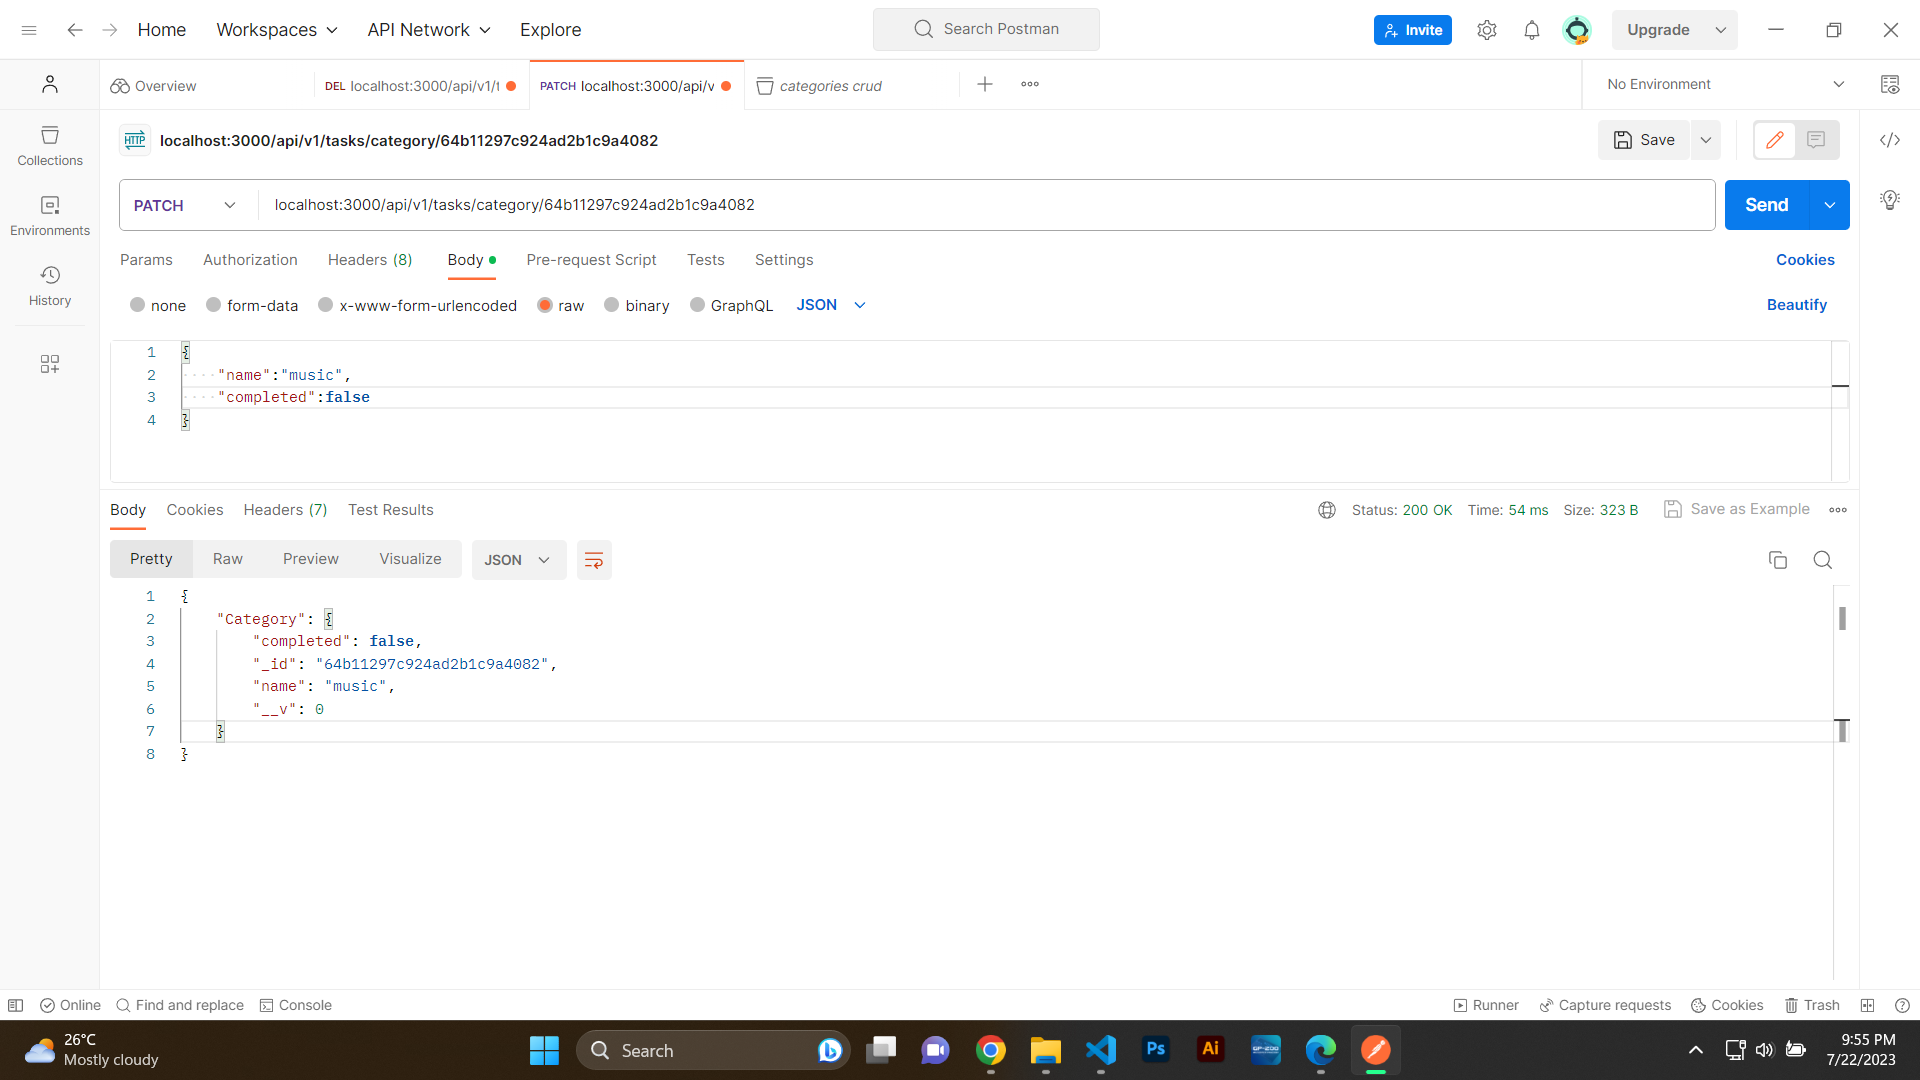 Home Workspaces API Network Explore Search Postman Invite Upgrade
Overview DEL localhost:3000/api/v1/t PATCH localhost:3000/api/v categories crud No Environment
HTTP localhost:3000/api/v1/tasks/category/64b11297c924ad2b1c9a4082 Save
Collections
PATCH localhost:3000/api/v1/tasks/category/64b11297c924ad2b1c9a4082 Send
Environments
Params Authorization Headers (8) Body Pre-request Script Tests Settings Cookies
History
none form-data x-www-form-urlencoded raw binary GraphQL JSON Beautify
1 {
2 "name":"music",
3 "completed":false
4 }
Body Cookies Headers (7) Test Results Status: 200 OK Time: 54 ms Size: 323 B Save as Example
Pretty Raw Preview Visualize JSON
1 {
2 "Category": {
3 "completed": false,
4 "_id": "64b11297c924ad2b1c9a4082",
5 "name": "music",
6 "__v": 0
7 }
8 }
Online Find and replace Console Runner Capture requests Cookies Trash
26°C
Mostly cloudy
Search
Ps
Ai
GP-200
9:55 PM
7/22/2023